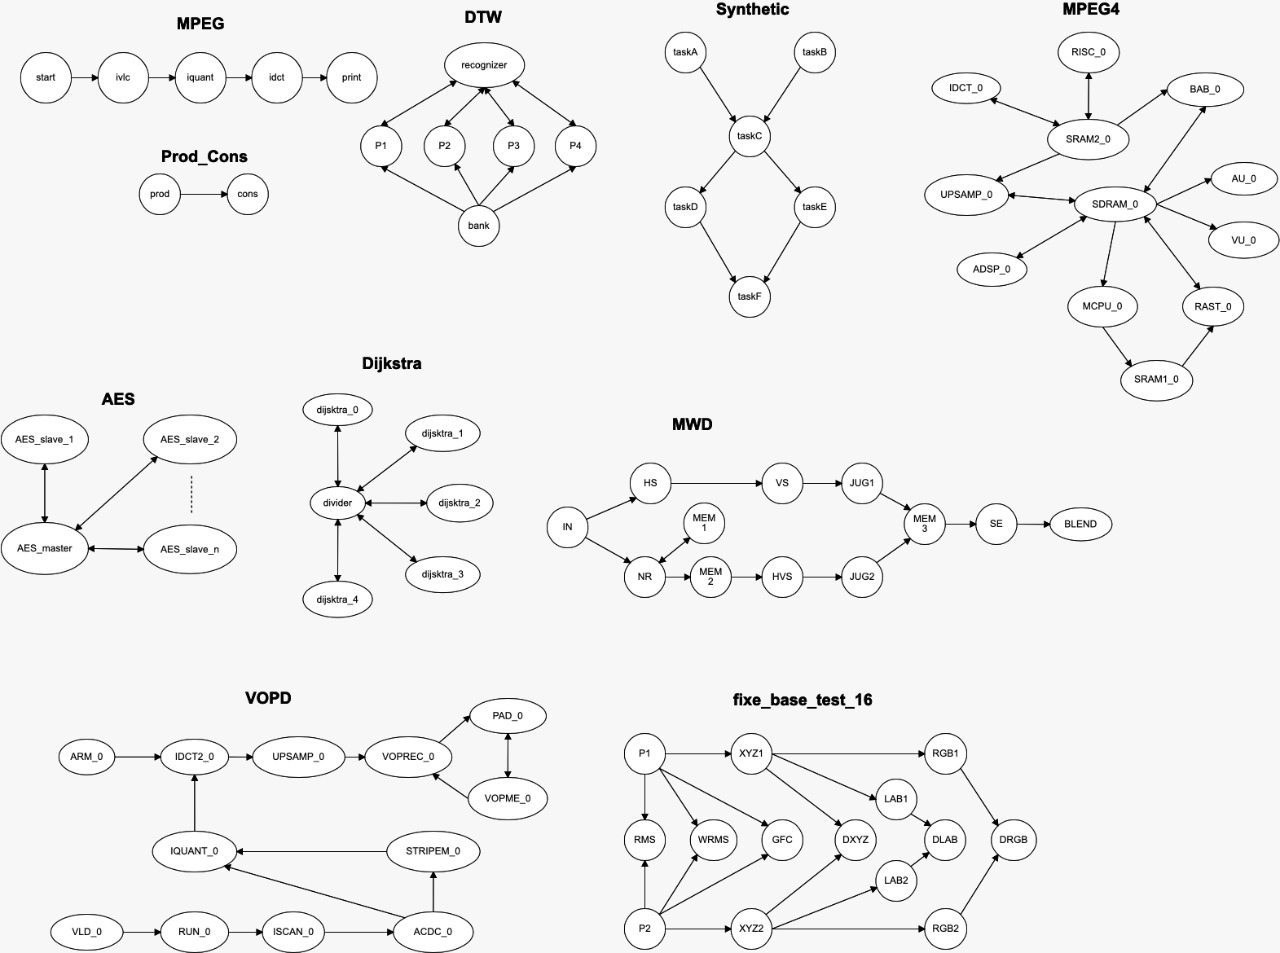 MPEG
start
ivlc
iquant
idct
print
Prod_Cons
prod
cons
DTW
recognizer
P1
P2
P3
P4
bank
Synthetic
taskA
taskB
taskC
taskD
taskE
taskF
MPEG4
RISC_0
IDCT_0
BAB_0
SRAM2_0
UPSAMP_0
AU_0
SDRAM_0
VU_0
ADSP_0
MCPU_0
RAST_0
SRAM1_0
AES
AES_slave_1
AES_slave_2
AES_master
AES_slave_n
Dijkstra
dijsktra_0
dijsktra_1
divider
dijsktra_2
dijsktra_3
dijsktra_4
MWD
HS
VS
JUG1
IN
MEM
1
MEM
3
SE
BLEND
NR
MEM
2
HVS
JUG2
VOPD
PAD_0
ARM_0
IDCT2_0
UPSAMP_0
VOPREC_0
VOPME_0
IQUANT_0
STRIPEM_0
VLD_0
RUN_0
ISCAN_0
ACDC_0
fixe_base_test_16
P1
XYZ1
RGB1
LAB1
RMS
WRMS
GFC
DXYZ
DLAB
DRGB
LAB2
P2
XYZ2
RGB2